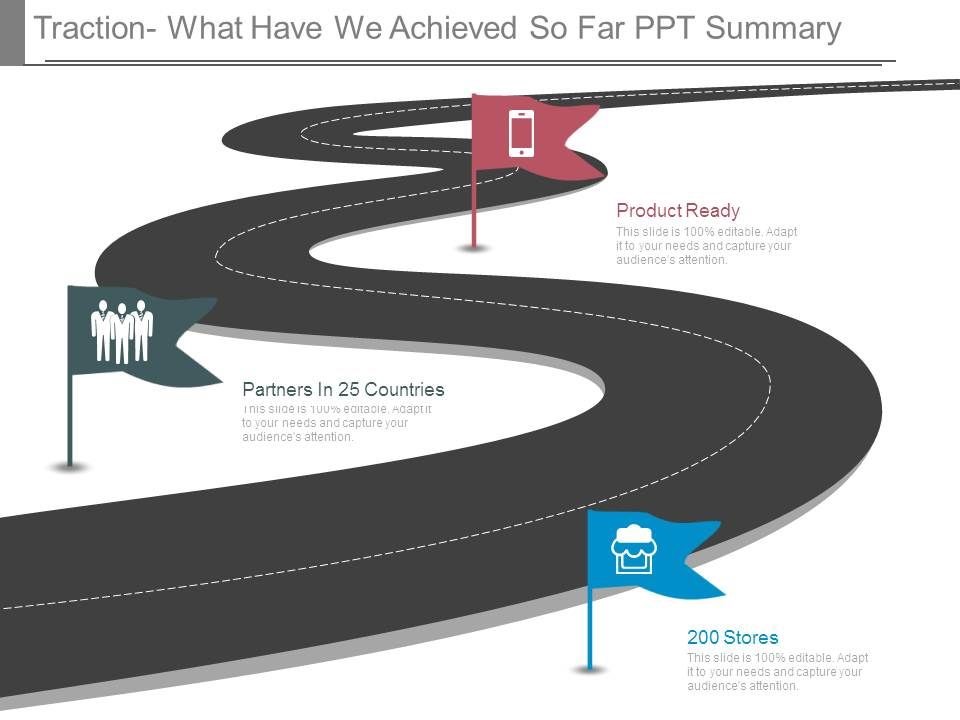 Traction- What Have We Achieved So Far PPT Summary
Product Ready
This slide is 100% editable. Adapt
it to your needs and capture your
audience's attention.
Partners In 25 Countries
This slide is 100% editable. Adapt it
to your needs and capture your
audience's attention.
200 Stores
This slide is 100% editable. Adapt
it to your needs and capture your
audience's attention.